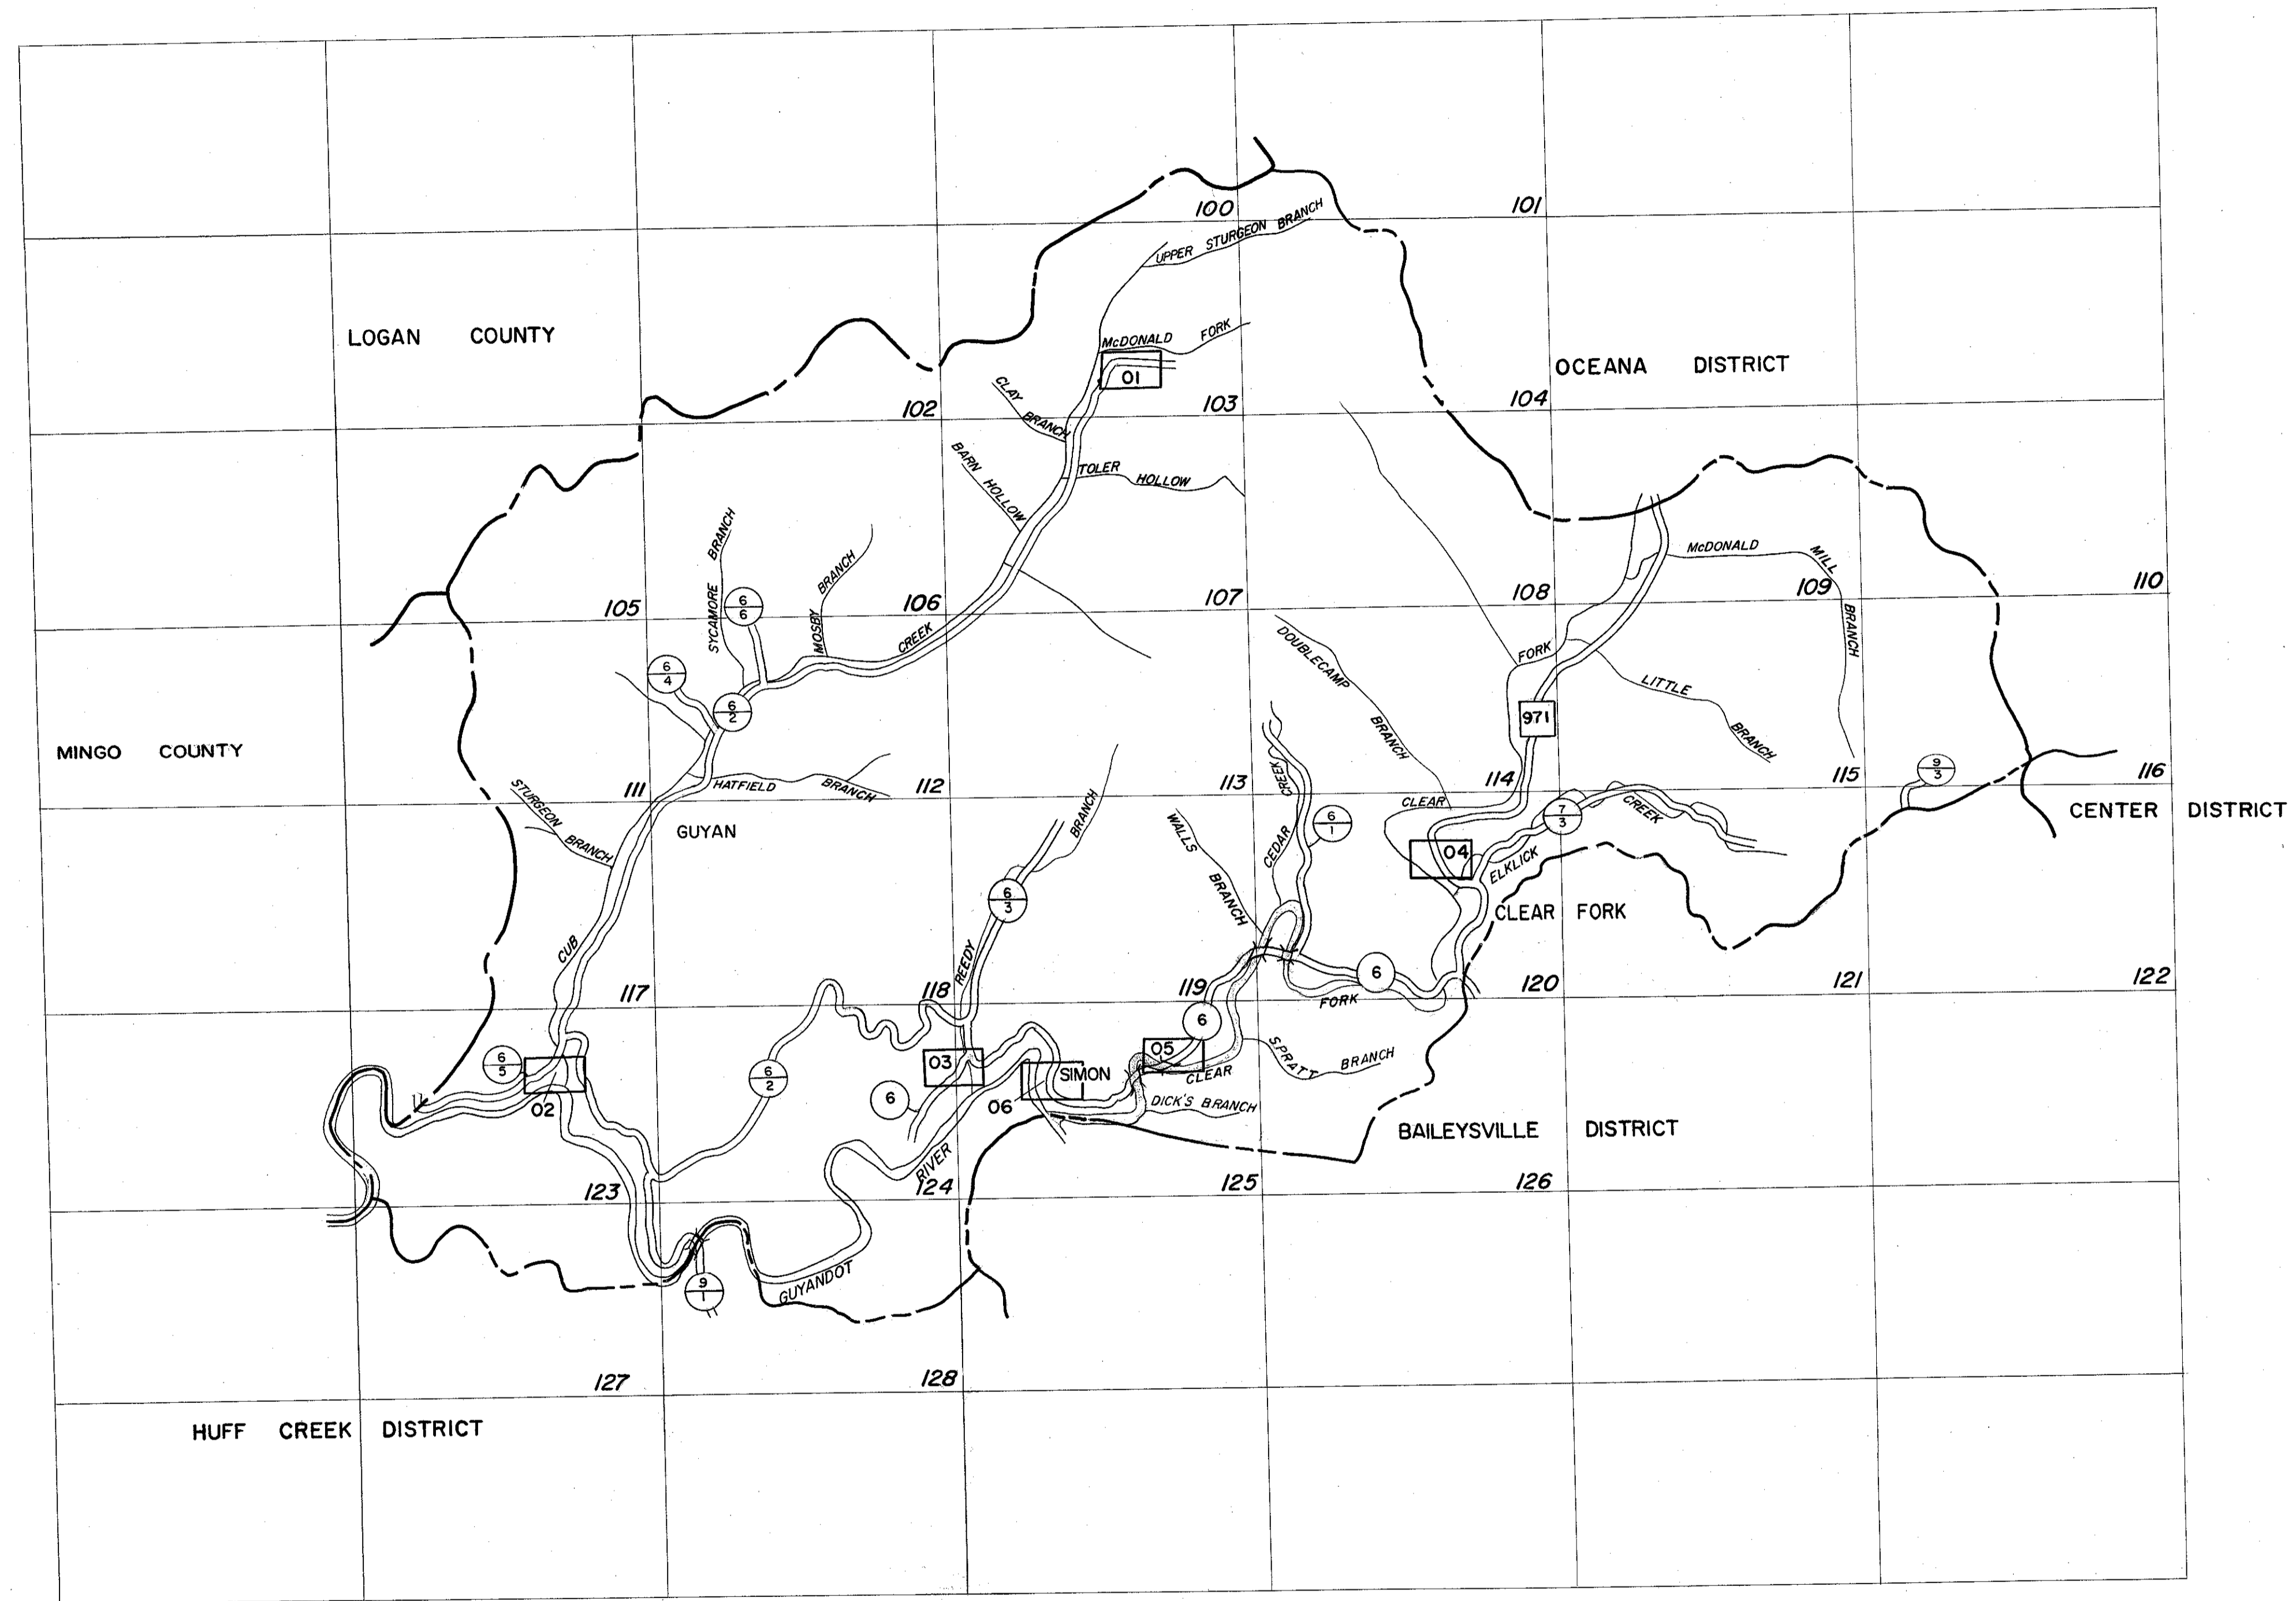 100
101
UPPER STURGEON BRANCH
LOGAN COUNTY
McDONALD FORK
01
OCEANA DISTRICT
CLAY BRANCH
102
103
104
BARN HOLLOW
TOLER HOLLOW
SYCAMORE BRANCH
MOSBY BRANCH
McDONALD MILL BRANCH
105
6
6
106
107
108
109
110
CREEK
DOUBLECAMP BRANCH
FORK
6
4
LITTLE BRANCH
6
2
971
MINGO COUNTY
STURGEON BRANCH
111
HATFIELD BRANCH
112
113
CREEK
114
115
9
3
116
CENTER DISTRICT
GUYAN
BRANCH
WALLS BRANCH
CEDAR
6
1
CLEAR
7
3
CREEK
04
ELKLICK
6
3
CLEAR FORK
CUB
REEDY
6
117
118
119
FORK
120
121
122
6
6
5
02
6
2
03
6
SIMON
06
05
CLEAR
SPRATT BRANCH
DICK'S BRANCH
BAILEYSVILLE DISTRICT
RIVER
123
124
125
126
9
1
GUYANDOT
127
128
HUFF CREEK DISTRICT